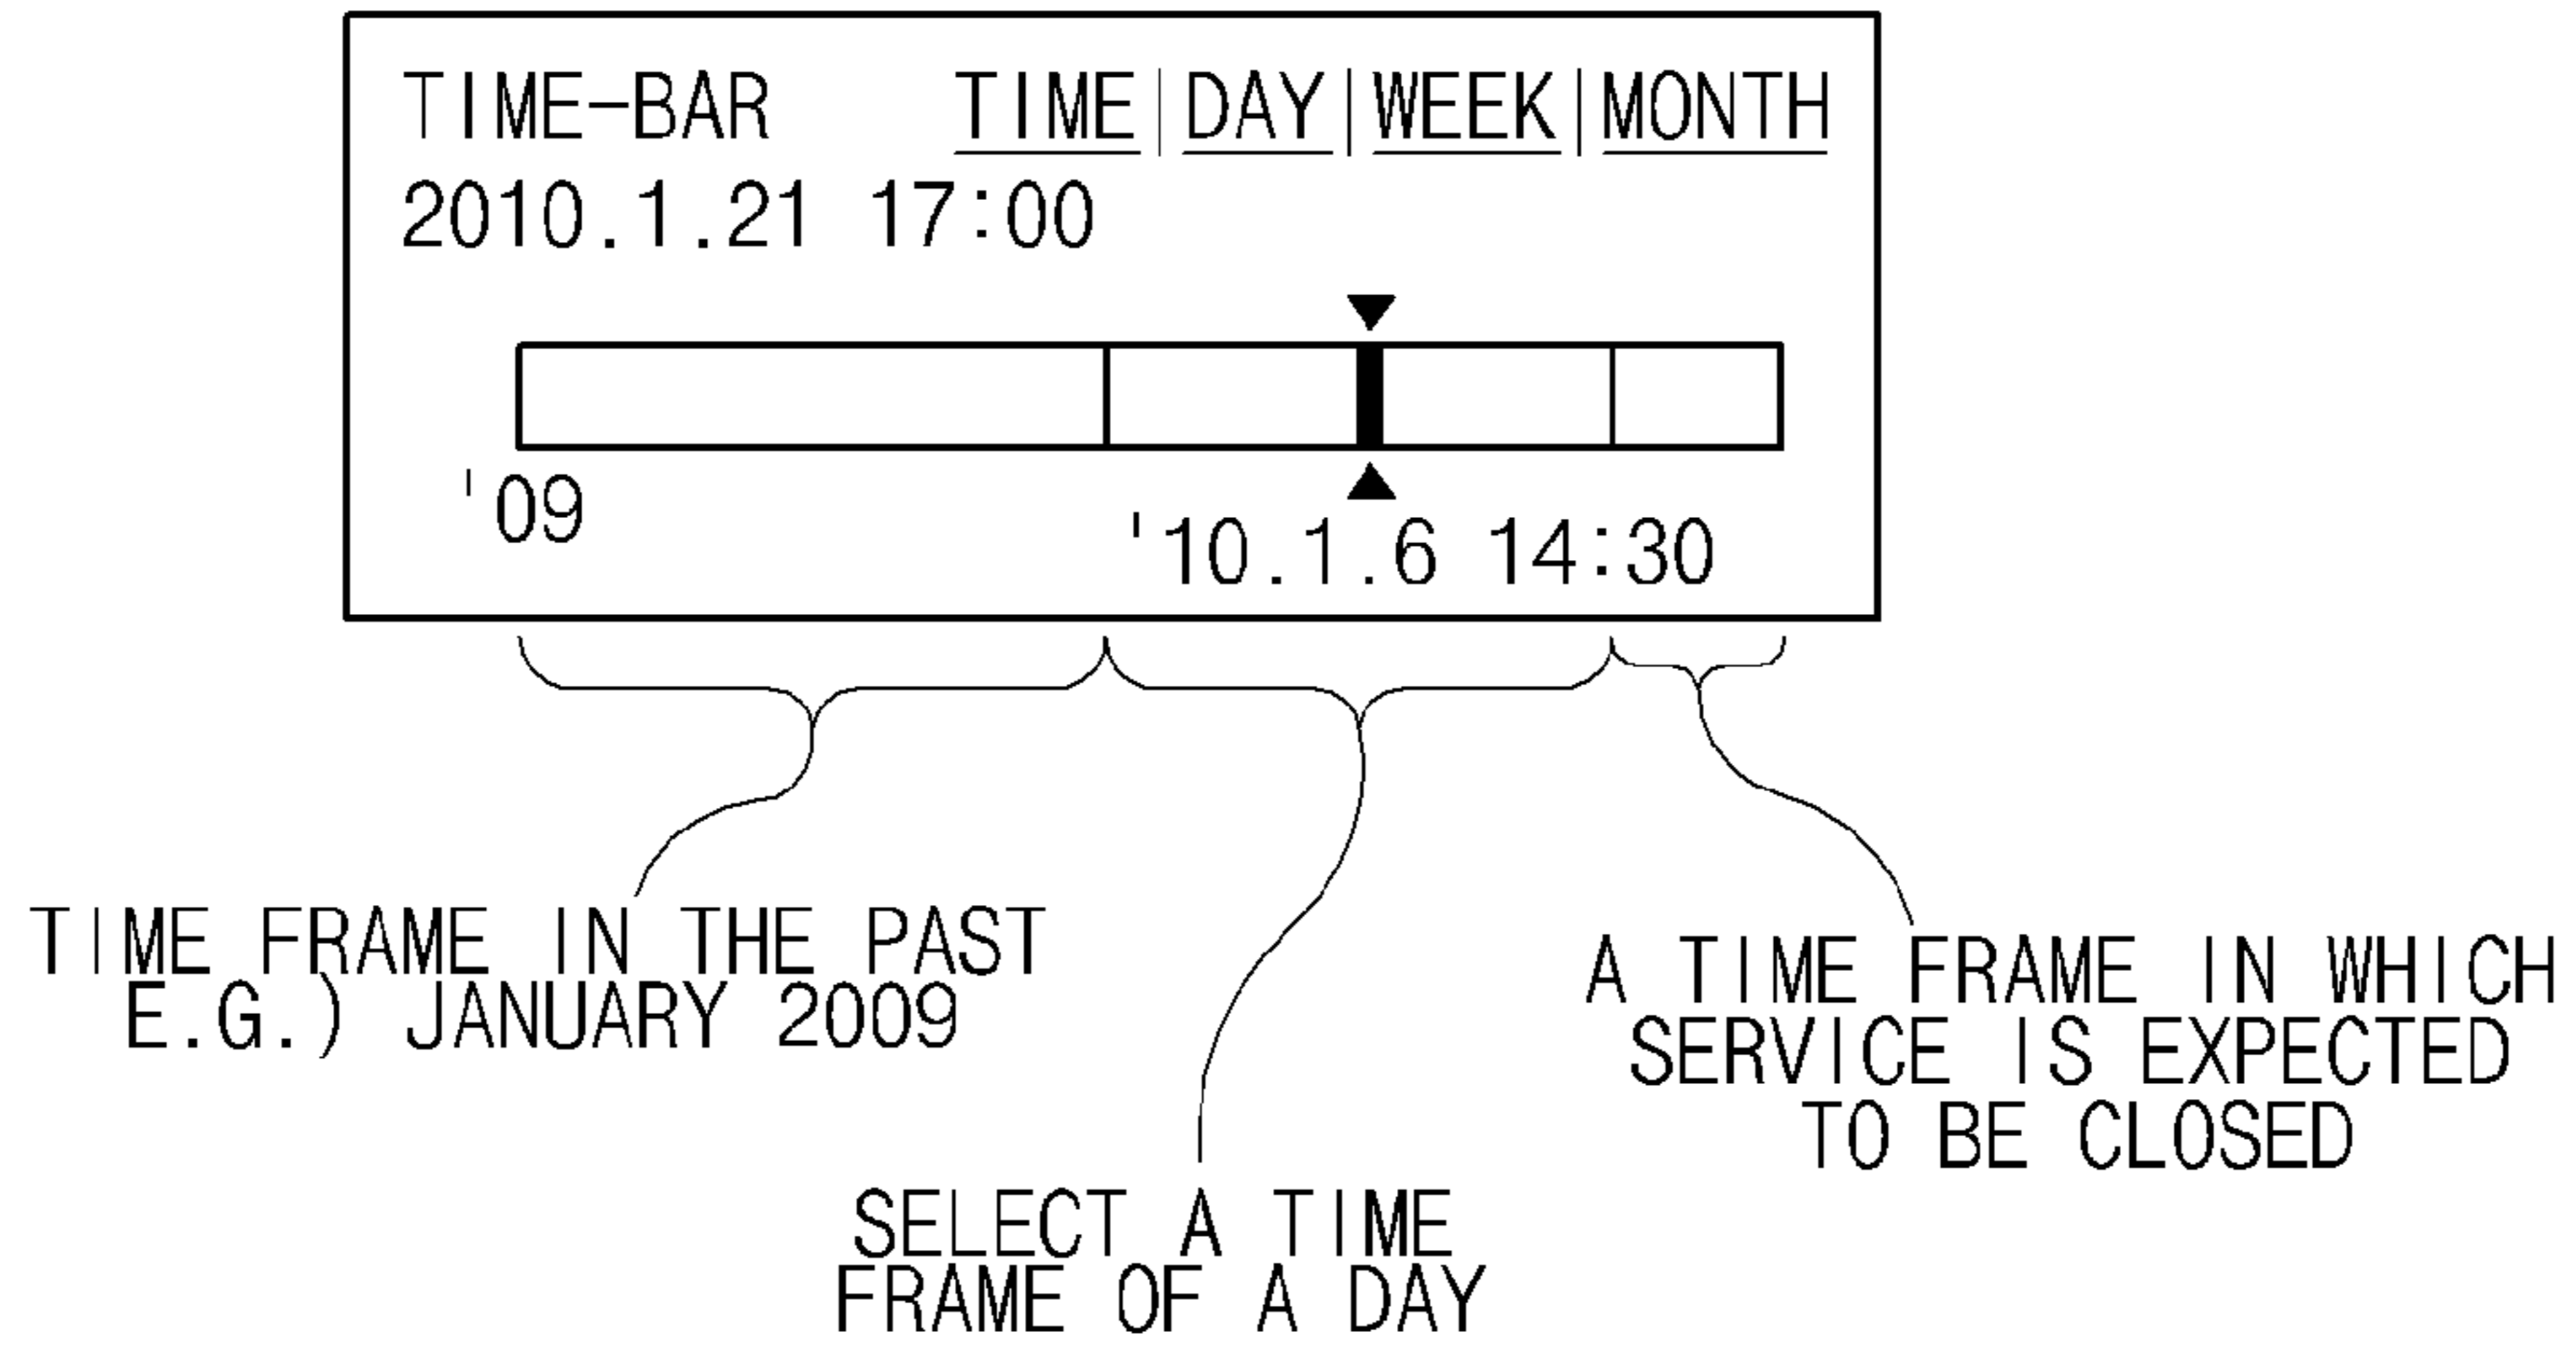 TIME-BAR TIME|DAY|WEEK|MONTH
2010.1.21 17:00
'09
'10.1.6 14:30
TIME FRAME IN THE PAST
E.G.) JANUARY 2009
A TIME FRAME IN WHICH
SERVICE IS EXPECTED
TO BE CLOSED
SELECT A TIME
FRAME OF A DAY